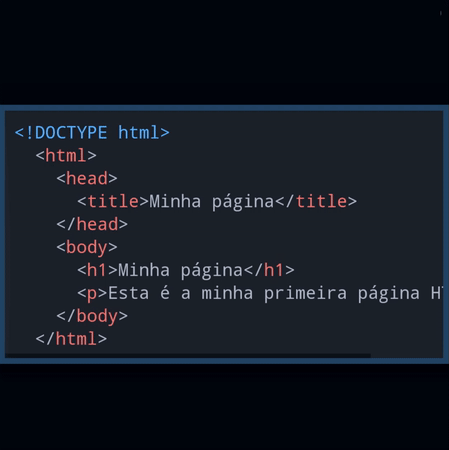 <!DOCTYPE html>
<html>
<head>
<title>Minha página</title>
</head>
<body>
<h1>Minha página</h1>
<p>Esta é a minha primeira página
</body>
</html>